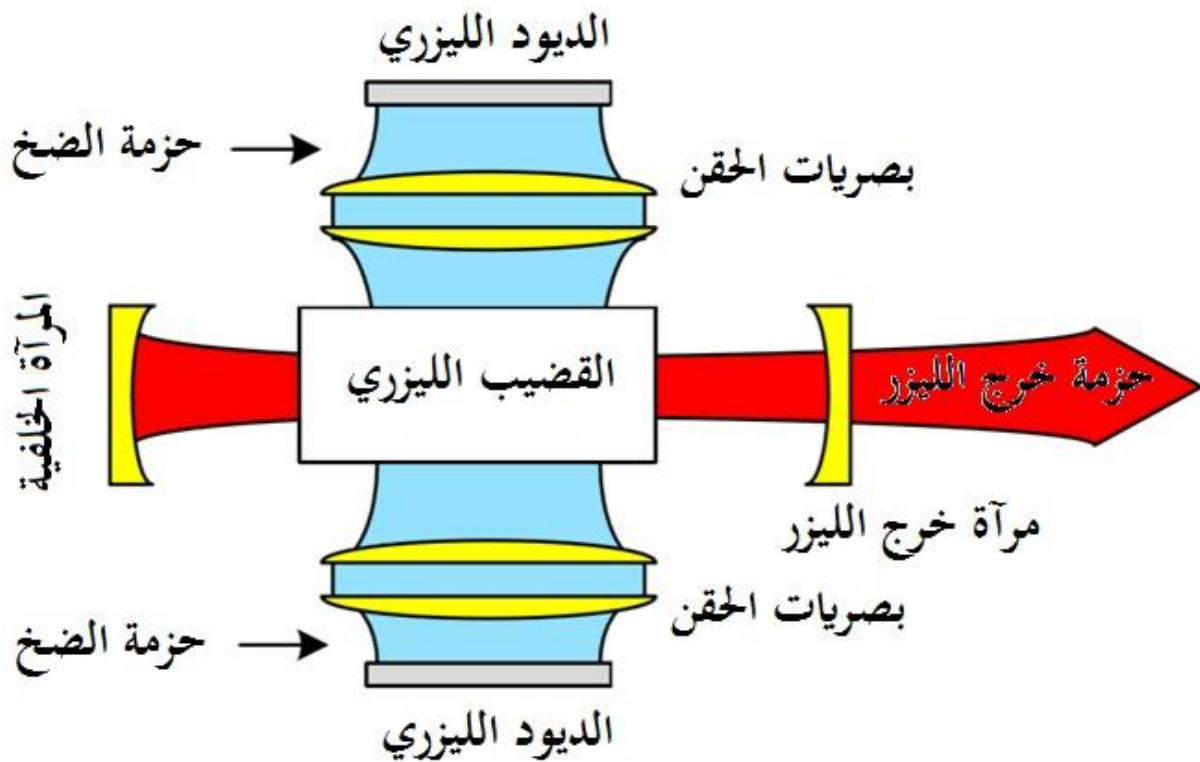 الديود الليزري
حزمة الضخ
بصريات الحقن
المرآة الخلفية
القضيب الليزري
حزمة خرج الليزر
مرآة خرج الليزر
بصريات الحقن
حزمة الضخ
الديود الليزري